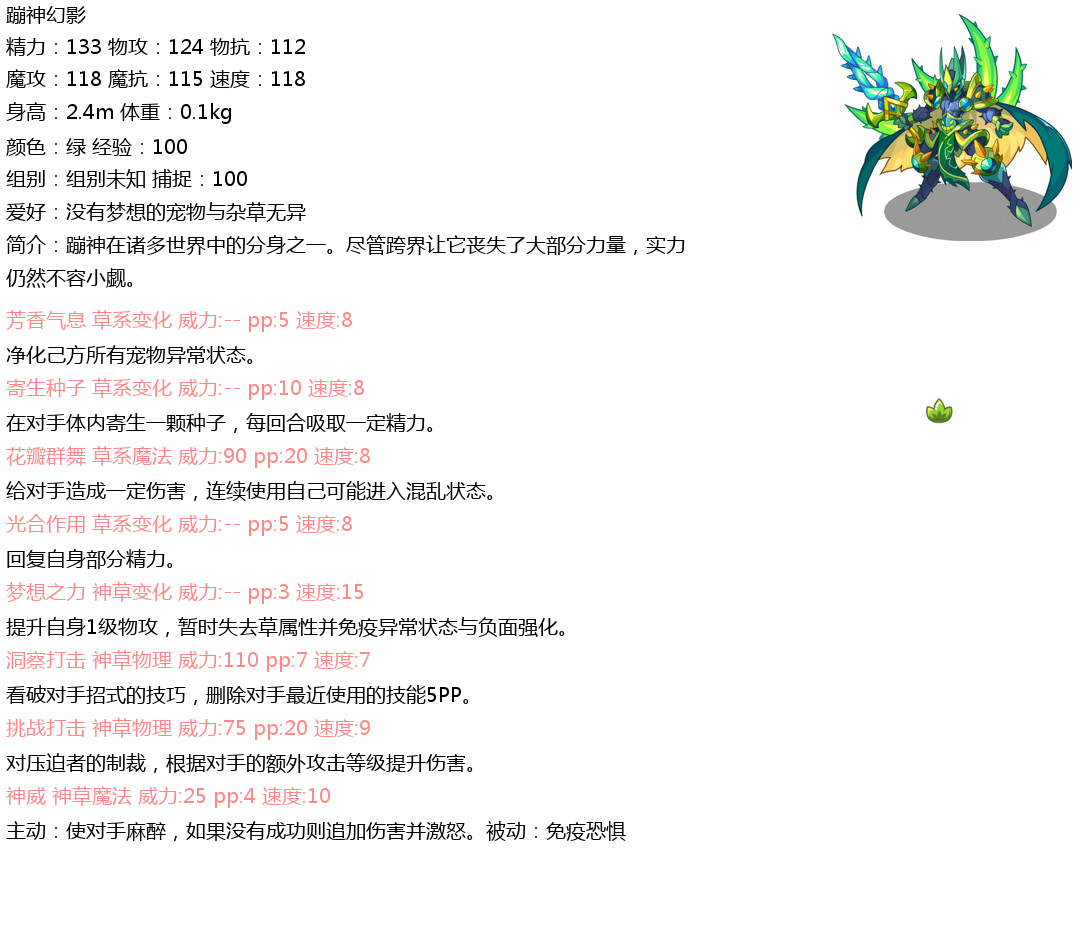 蹦神幻影
精力：133 物攻：124 物抗：112
魔攻：118 魔抗：115 速度：118
身高：2.4m 体重：0.1kg
颜色：绿 经验：100
组别：组别未知 捕捉：100
爱好：没有梦想的宠物与杂草无异
简介：蹦神在诸多世界中的分身之一。尽管跨界让它丧失了大部分力量，实力
仍然不容小觑。
芳香气息 草系变化 威力:-- pp:5 速度:8
净化己方所有宠物异常状态。
寄生种子 草系变化 威力:-- pp:10 速度:8
在对手体内寄生一颗种子，每回合吸取一定精力。
花瓣群舞 草系魔法 威力:90 pp:20 速度:8
给对手造成一定伤害，连续使用自己可能进入混乱状态。
光合作用 草系变化 威力:-- pp:5 速度:8
回复自身部分精力。
梦想之力 神草变化 威力:-- pp:3 速度:15
提升自身1级物攻，暂时失去草属性并免疫异常状态与负面强化。
洞察打击 神草物理 威力:110 pp:7 速度:7
看破对手招式的技巧，删除对手最近使用的技能5PP。
挑战打击 神草物理 威力:75 pp:20 速度:9
对压迫者的制裁，根据对手的额外攻击等级提升伤害。
神威 神草魔法 威力:25 pp:4 速度:10
主动：使对手麻醉，如果没有成功则追加伤害并激怒。被动：免疫恐惧